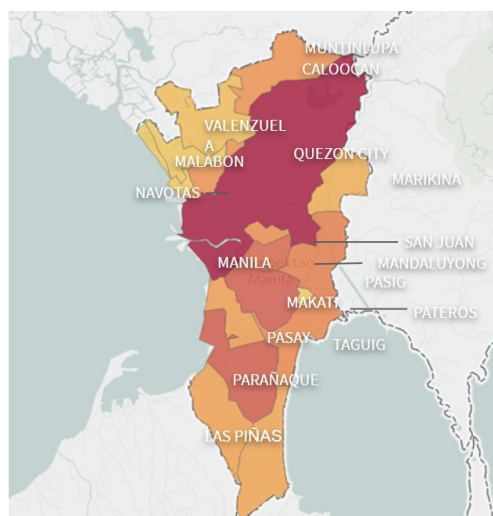 MUNTINLUPA
CALOOCAN
VALENZUEL
A
QUEZON CITY
MALABON
MARIKINA
NAVOTAS
SAN JUAN
MANILA
MANDALUYONG
Manila
PASIG
MAKATI
PATEROS
PASAY
TAGUIG
PARAÑAQUE
LAS PIÑAS